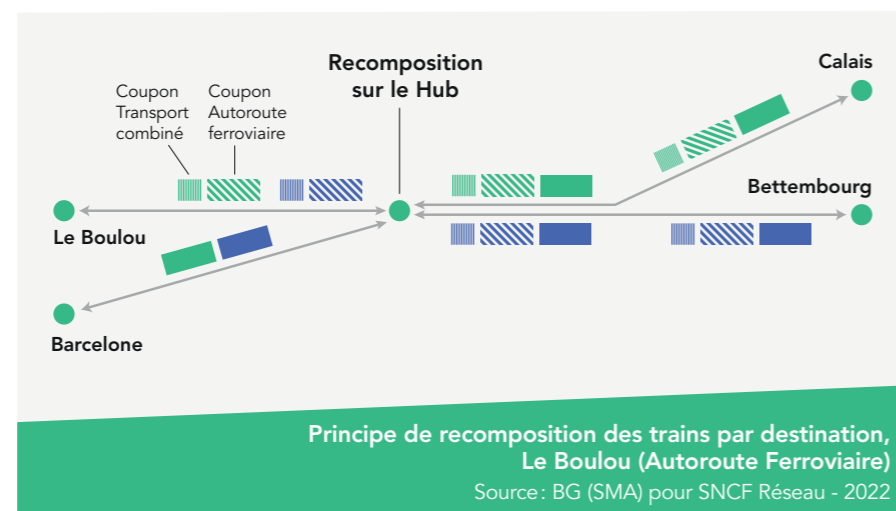 Recomposition
sur le Hub
Calais
Coupon
Transport
combiné
Coupon
Autoroute
ferroviaire
Bettembourg
Le Boulou
Barcelone
Principe de recomposition des trains par destination,
Le Boulou (Autoroute Ferroviaire)
Source : BG (SMA) pour SNCF Réseau - 2022